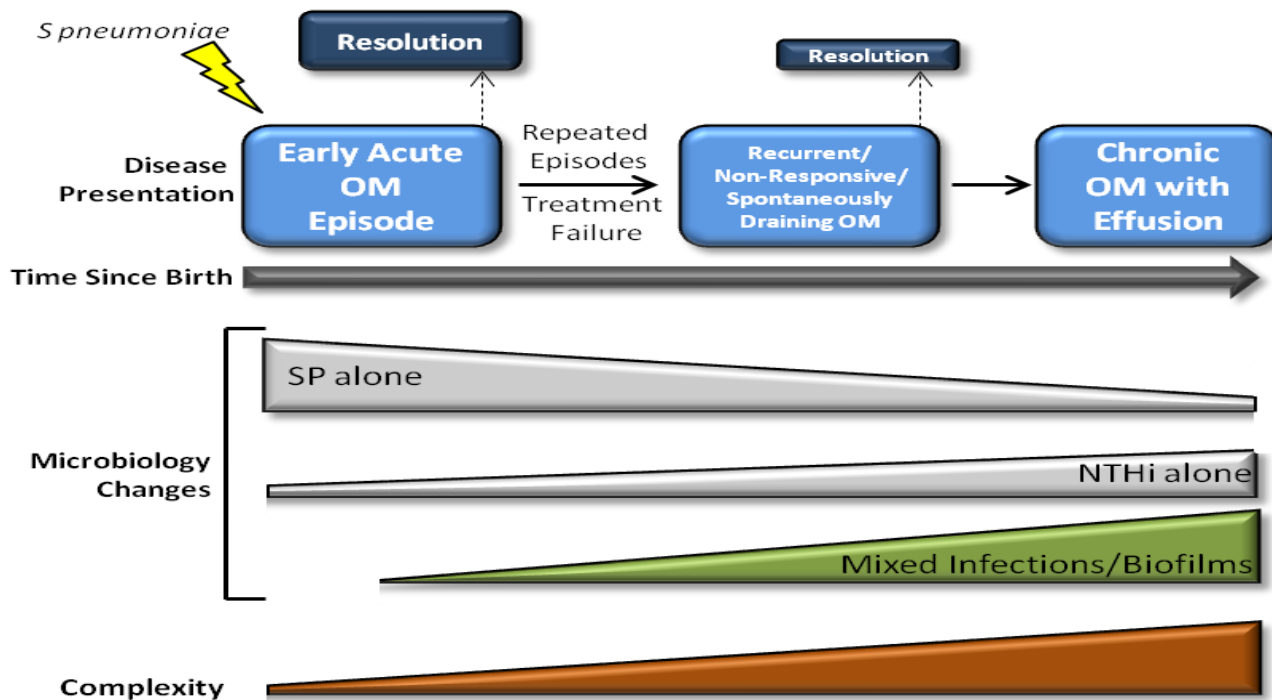 S pneumoniae
Resolution
Resolution
Disease
Presentation
Early Acute
OM
Episode
Repeated
Episodes
Treatment
Failure
Recurrent/
Non-Responsive/
Spontaneously
Draining OM
Chronic
OM with
Effusion
Time Since Birth
Microbiology
Changes
SP alone
NTHi alone
Mixed Infections/Biofilms
Complexity